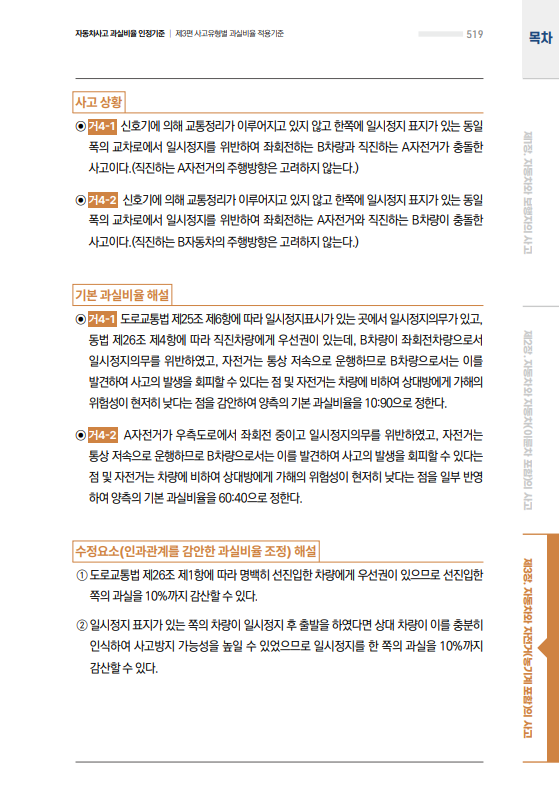 자동차사고 과실비율 인정기준 | 제3편 사고유형별 과실비율 적용기준
519
목차
사고 상황
◉ 거4-1 신호기에 의해 교통정리가 이루어지고 있지 않고 한쪽에 일시정지 표지가 있는 동일
폭의 교차로에서 일시정지를 위반하여 좌회전하는 B차량과 직진하는 A자전거가 충돌한
사고이다.(직진하는 A자전거의 주행방향은 고려하지 않는다.)
◉ 거4-2 신호기에 의해 교통정리가 이루어지고 있지 않고 한쪽에 일시정지 표지가 있는 동일
폭의 교차로에서 일시정지를 위반하여 좌회전하는 A자전거와 직진하는 B차량이 충돌한
사고이다.(직진하는 B자동차의 주행방향은 고려하지 않는다.)
기본 과실비율 해설
◉ 거4-1 도로교통법 제25조 제6항에 따라 일시정지표시가 있는 곳에서 일시정지의무가 있고,
동법 제26조 제4항에 따라 직진차량에게 우선권이 있는데, B차량이 좌회전차량으로서
일시정지의무를 위반하였고, 자전거는 통상 저속으로 운행하므로 B차량으로서는 이를
발견하여 사고의 발생을 회피할 수 있다는 점 및 자전거는 차량에 비하여 상대방에게 가해의
위험성이 현저히 낮다는 점을 감안하여 양측의 기본 과실비율을 10:90으로 정한다.
◉ 거4-2 A자전거가 우측도로에서 좌회전 중이고 일시정지의무를 위반하였고, 자전거는
통상 저속으로 운행하므로 B차량으로서는 이를 발견하여 사고의 발생을 회피할 수 있다는
점 및 자전거는 차량에 비하여 상대방에게 가해의 위험성이 현저히 낮다는 점을 일부 반영
하여 양측의 기본 과실비율을 60:40으로 정한다.
수정요소(인과관계를 감안한 과실비율 조정) 해설
① 도로교통법 제26조 제1항에 따라 명백히 선진입한 차량에게 우선권이 있으므로 선진입한
쪽의 과실을 10%까지 감산할 수 있다.
② 일시정지 표지가 있는 쪽의 차량이 일시정지 후 출발을 하였다면 상대 차량이 이를 충분히
인식하여 사고방지 가능성을 높일 수 있었으므로 일시정지를 한 쪽의 과실을 10%까지
감산할 수 있다.
제1장. 자동차와 보행자의 사고
제2장. 자동차와 자동차(이륜차 포함)의 사고
제3장. 자동차와 자전거(농기계 포함)의 사고